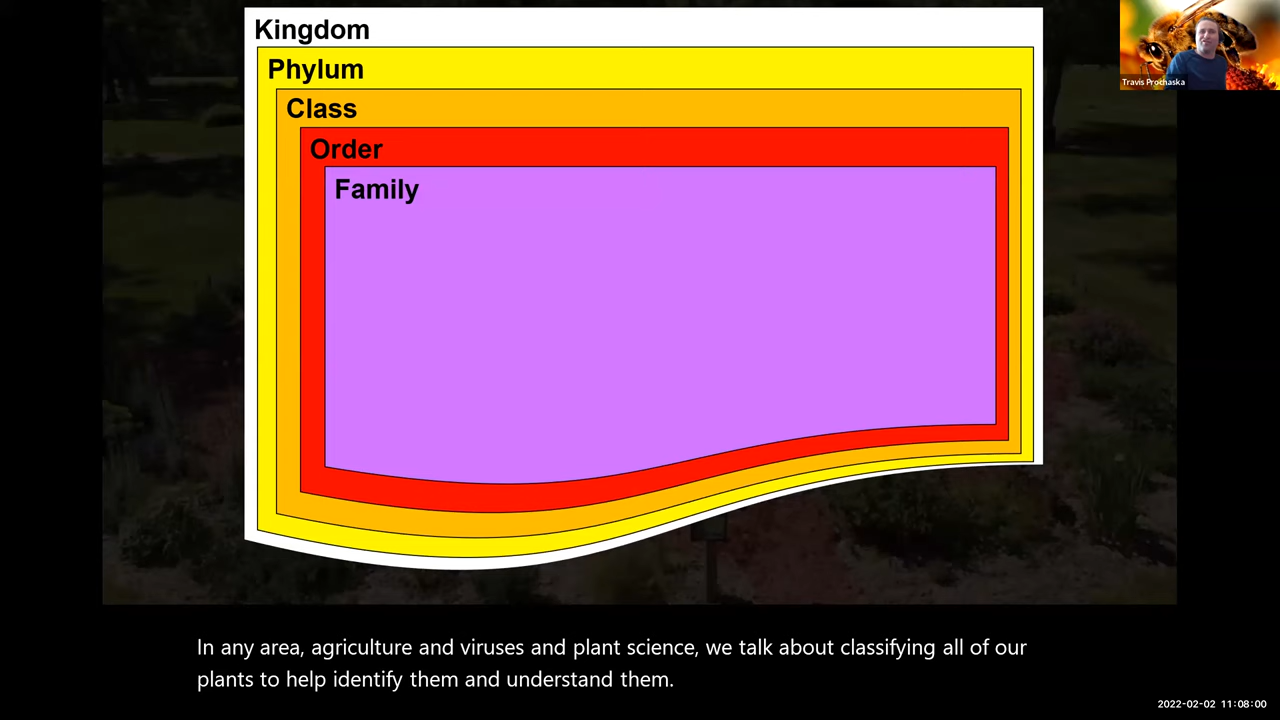 Kingdom
Phylum
Class
Order
Family
Travis Prochaska
In any area, agriculture and viruses and plant science, we talk about classifying all of our
plants to help identify them and understand them.
2022-02-02 11:08:00